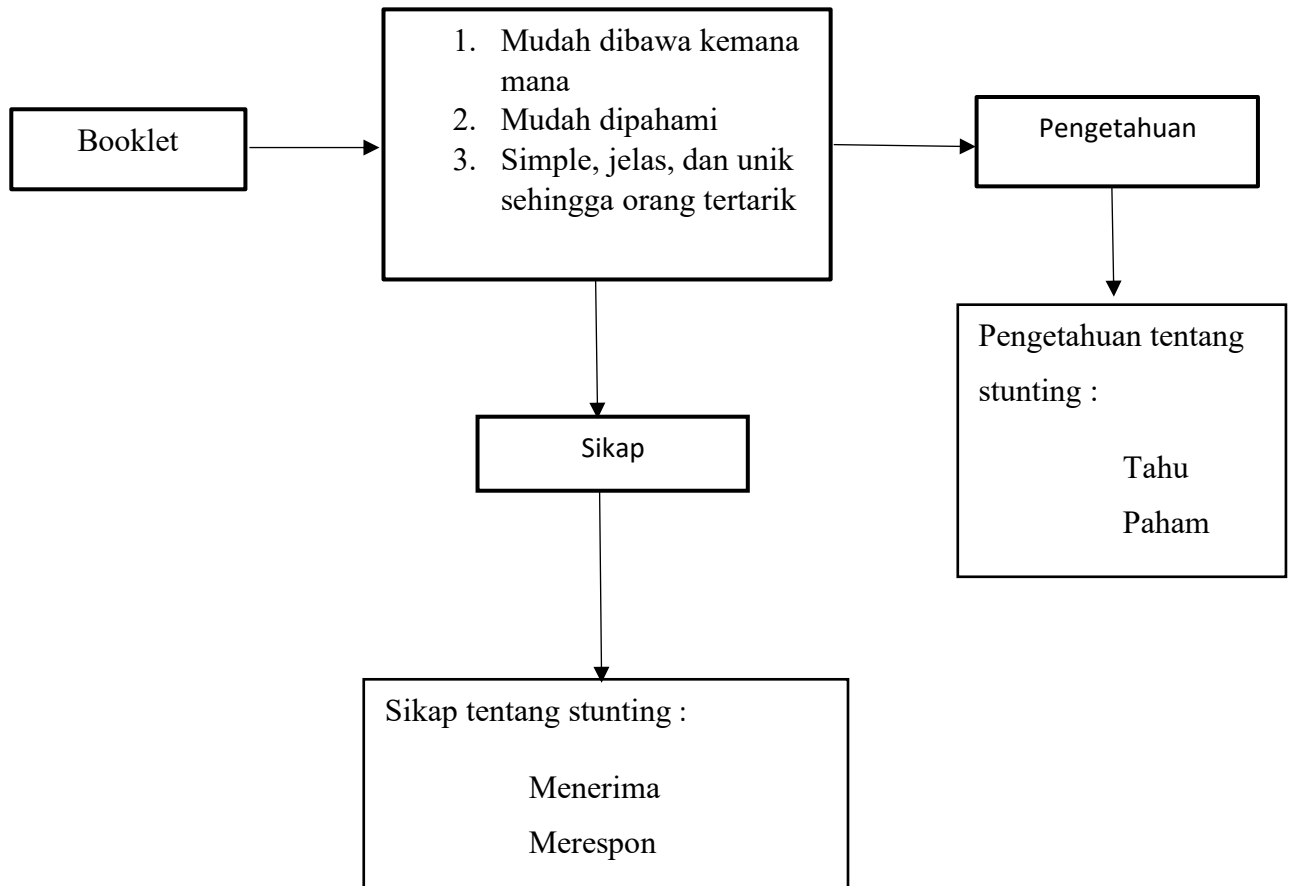 Booklet
1. Mudah dibawa kemana
mana
2. Mudah dipahami
3. Simple, jelas, dan unik
sehingga orang tertarik
Pengetahuan
Pengetahuan tentang
stunting :
Tahu
Paham
Sikap
Sikap tentang stunting :
Menerima
Merespon